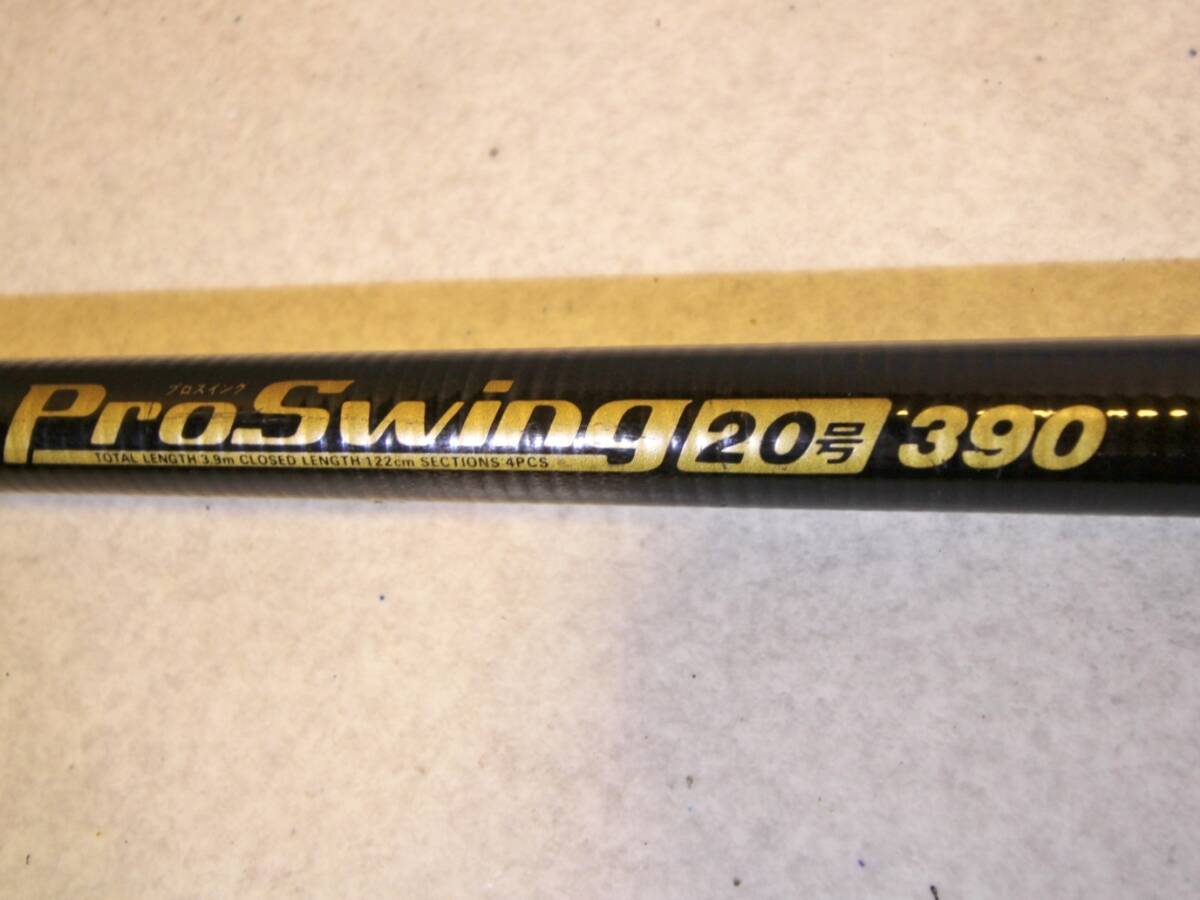 プロスイング
ProSwing 20号 390
TOTAL LENGTH 3.9m CLOSED LENGTH 122cm SECTIONS 4PCS